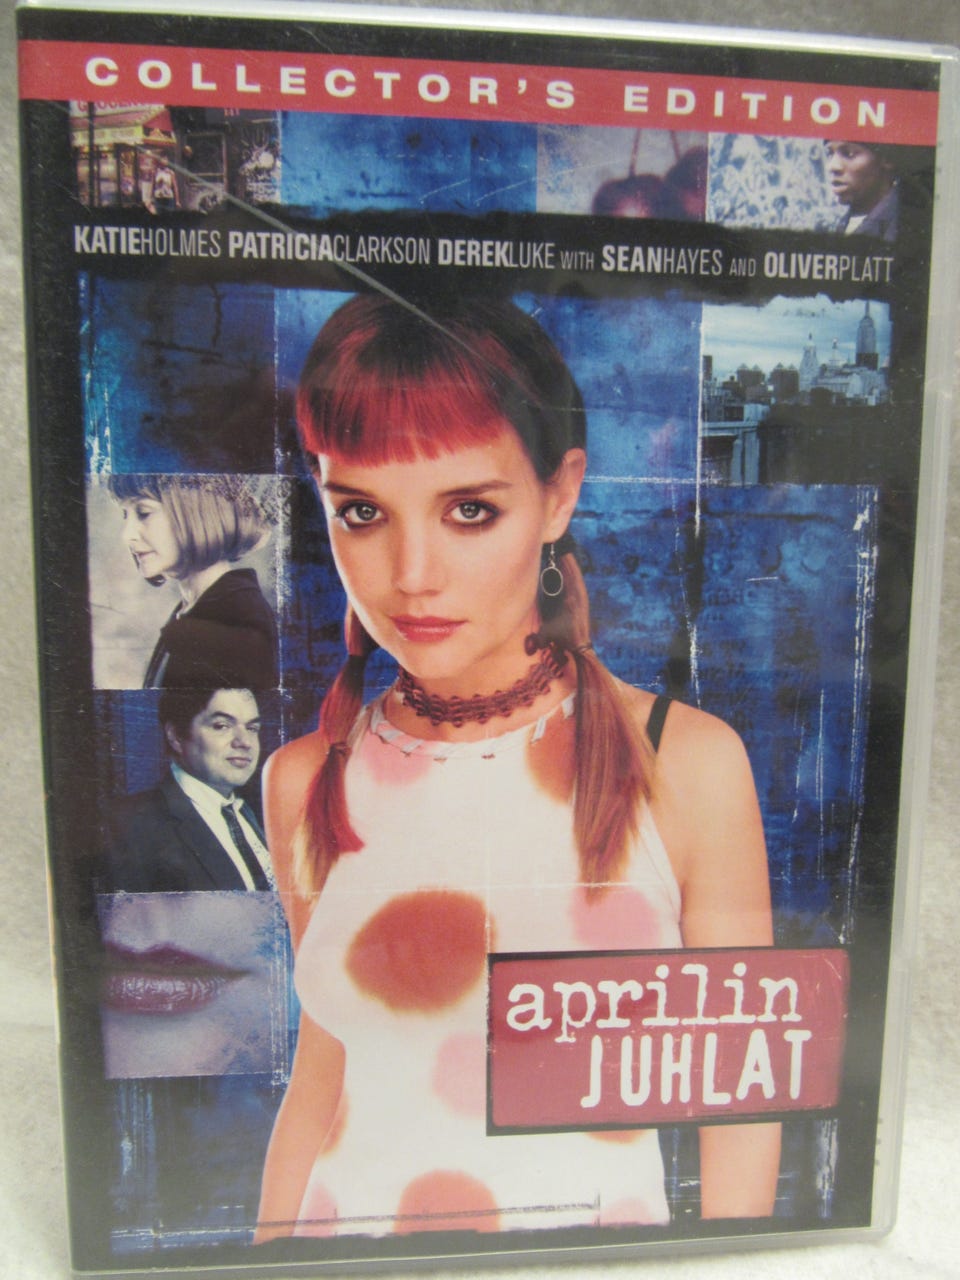 COLLECTOR'S EDITION
KATIEHOLMES PATRICIACLARKSON DEREKLUKE WITH SEANHAYES AND OLIVERPLATT
aprilin
JUHLAT